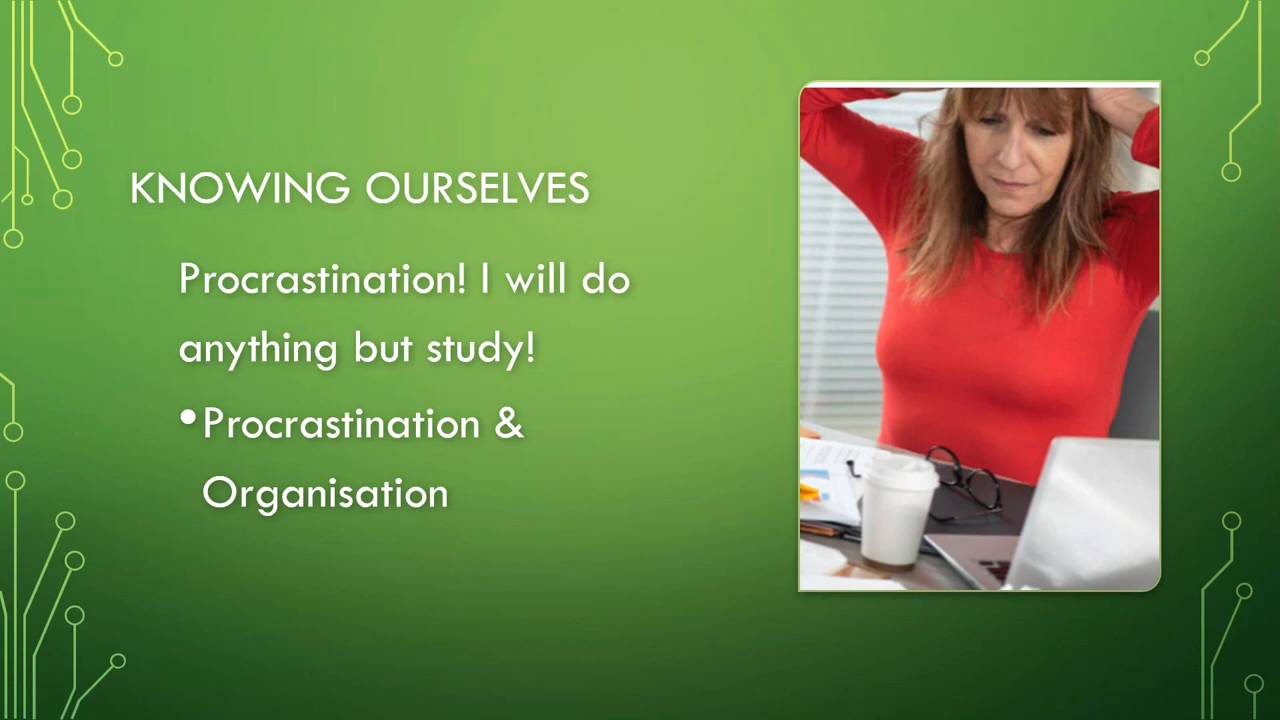 KNOWING OURSELVES
Procrastination! I will do
anything but study!
•Procrastination &
Organisation